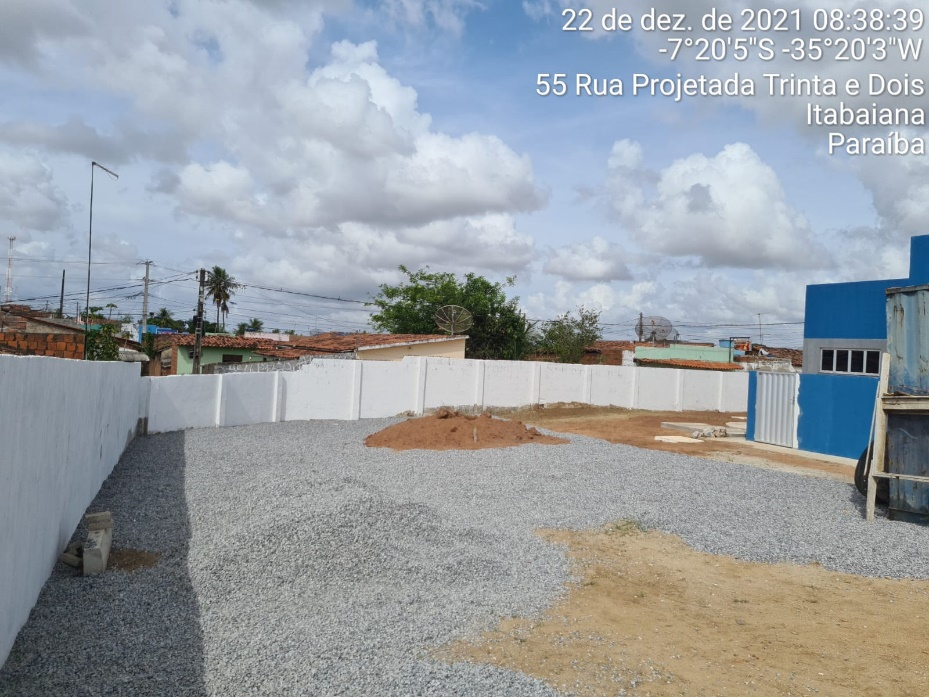 22 de dez. de 2021 08:38:39
-7°20'5"S -35°20'3"W
55 Rua Projetada Trinta e Dois
Itabaiana
Paraíba